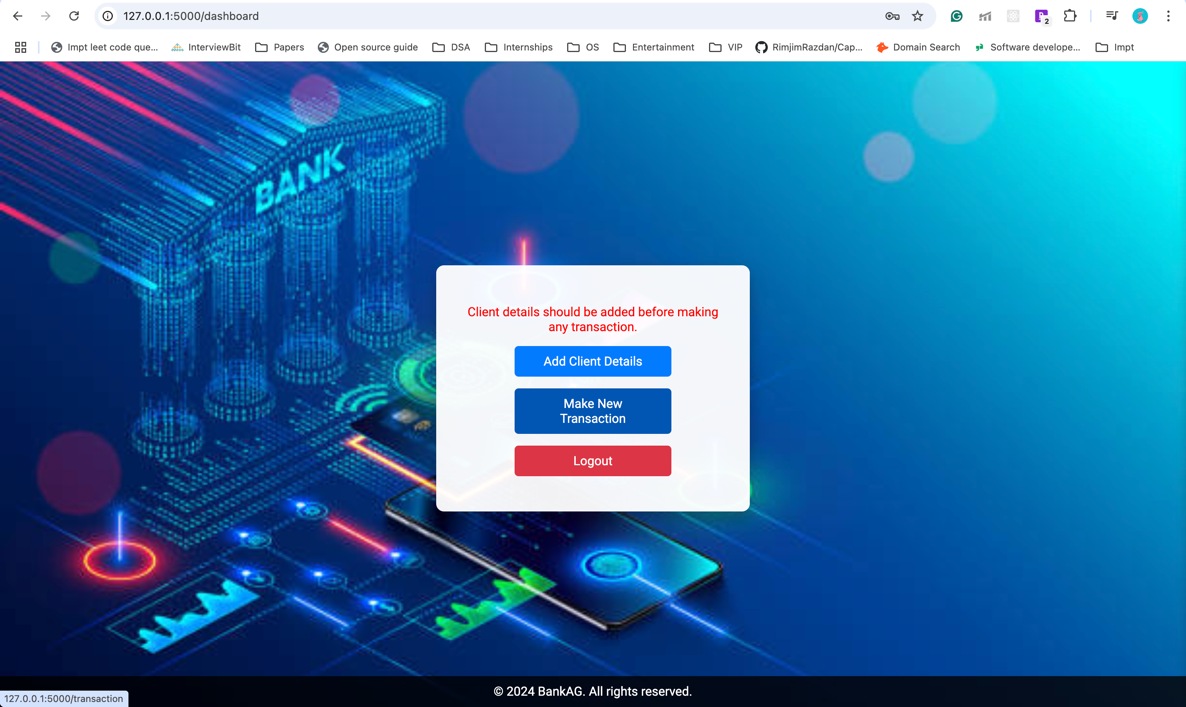 127.0.0.1:5000/dashboard
2
Impt leet code que...
InterviewBit
Papers
Open source guide
DSA
Internships
OS
Entertainment
VIP
RimjimRazdan/Cap...
Domain Search
Software develope...
Impt
BANK
Client details should be added before making
any transaction.
Add Client Details
Make New
Transaction
Logout
© 2024 BankAG. All rights reserved.
127.0.0.1:5000/transaction